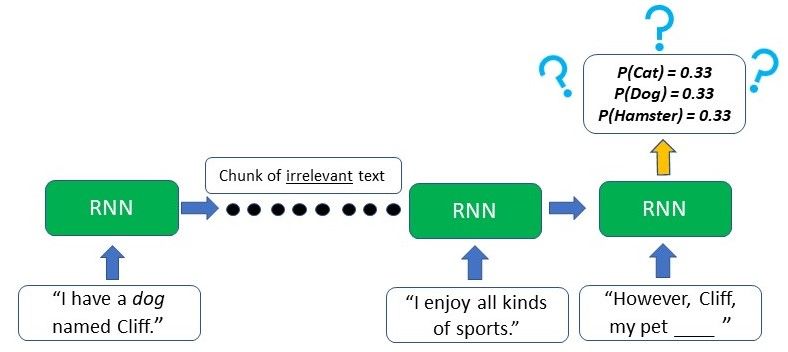 ?
?
?
P(Cat) = 0.33
P(Dog) = 0.33
P(Hamster) = 0.33
Chunk of irrelevant text
RNN
RNN
RNN
“I have a dog
named Cliff.”
“I enjoy all kinds
of sports.”
“However, Cliff,
my pet ____ ”